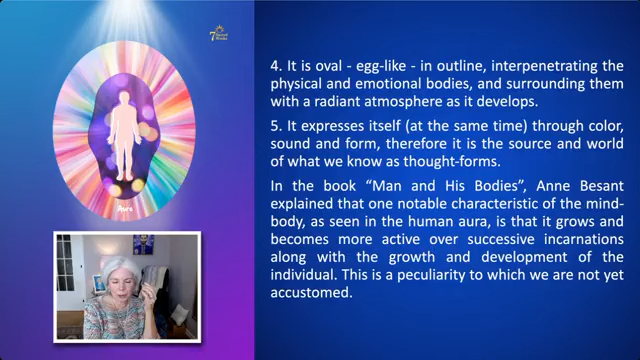 7 Sacred
Works
Aura
4. It is oval - egg-like - in outline, interpenetrating the
physical and emotional bodies, and surrounding them
with a radiant atmosphere as it develops.
5. It expresses itself (at the same time) through color,
sound and form, therefore it is the source and world
of what we know as thought-forms.
In the book “Man and His Bodies”, Anne Besant
explained that one notable characteristic of the mind-
body, as seen in the human aura, is that it grows and
becomes more active over successive incarnations
along with the growth and development of the
individual. This is a peculiarity to which we are not yet
accustomed.